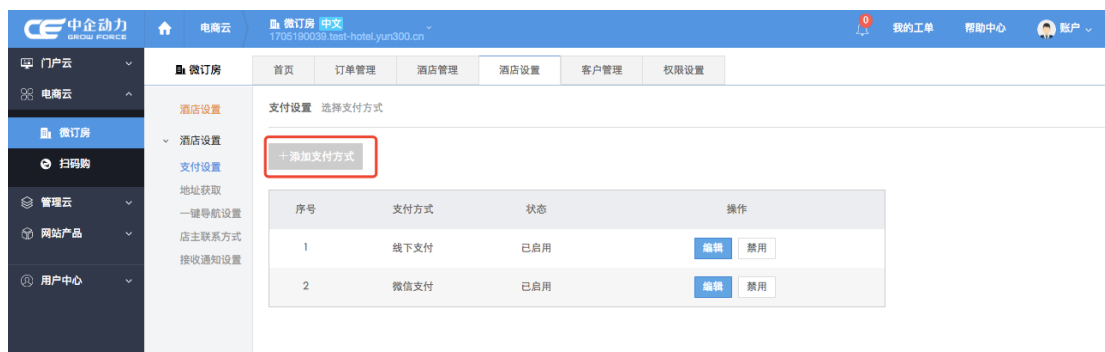 中企动力
GROW FORCE
电商云
微订房 中文
1705190039.test-hotel.yun300.cn
0
我的工单
帮助中心
账户
门户云
电商云
微订房
扫码购
管理云
网站产品
用户中心
微订房
首页
订单管理
酒店管理
酒店设置
客户管理
权限设置
酒店设置
酒店设置
支付设置
地址获取
一键导航设置
店主联系方式
接收通知设置
支付设置 选择支付方式
+添加支付方式
序号 支付方式 状态 操作
1 线下支付 已启用 编辑 禁用
2 微信支付 已启用 编辑 禁用